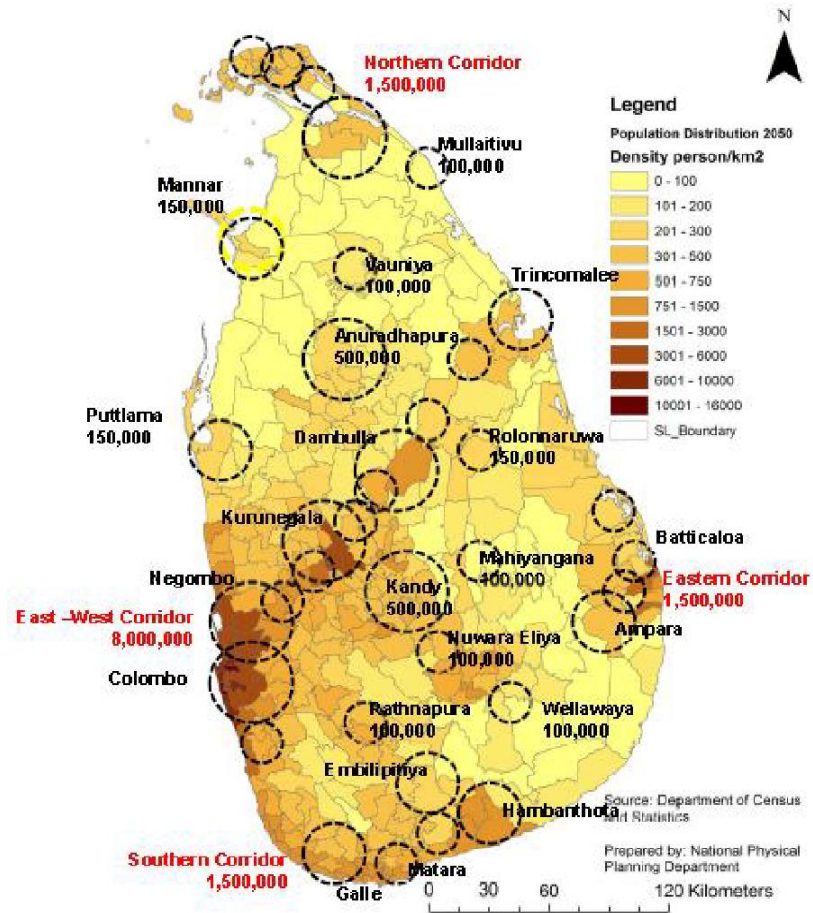 N
Northern Corridor
1,500,000
Legend
Population Distribution 2050
Density person/km2
0 - 100
101 - 200
201 - 300
301 - 500
501 - 750
751 - 1500
1501 - 3000
3001 - 6000
6001 - 10000
10001 - 16000
SL_Boundary
Mullaitivu
100,000
Mannar
150,000
Vauniya
100,000
Trincomalee
Anuradhapura
500,000
Puttlama
150,000
Dambulla
Rolonnaruwa
150,000
Kurunegala
Batticaloa
Mahiyangana
100,000
Negombo
Kandy
500,000
Eastern Corridor
1,500,000
East –West Corridor
8,000,000
Ampara
Nuwara Eliya
100,000
Colombo
Rathnapura
100,000
Wellawaya
100,000
Embilipitiya
Hambanthota
Source: Department of Census
and Statistics
Prepared by: National Physical
Planning Department
Southern Corridor
1,500,000
Matara
Galle
0 30 60 120 Kilometers